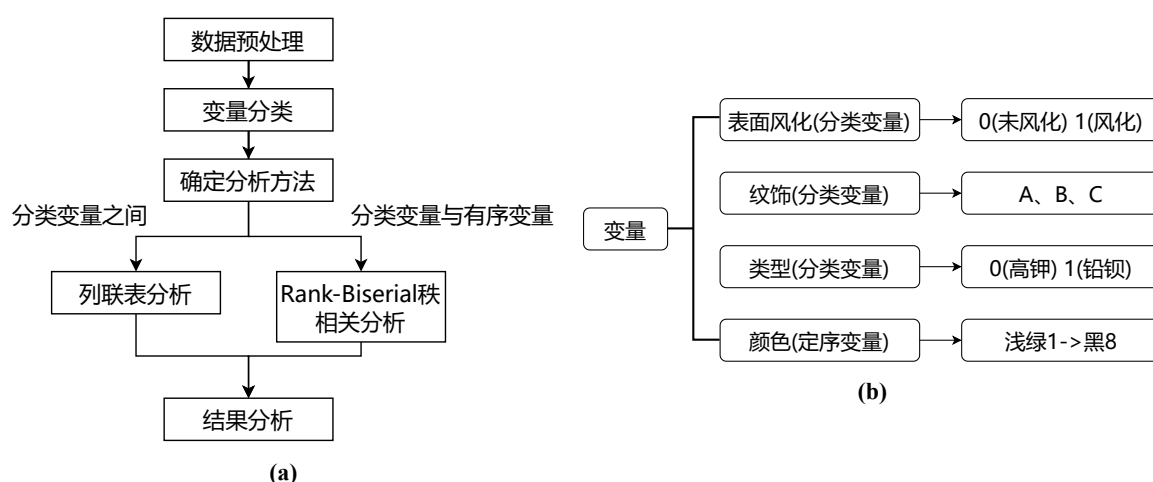 数据预处理
变量分类
确定分析方法
分类变量之间
分类变量与有序变量
列联表分析
Rank-Biserial秩
相关分析
结果分析
(a)
变量
表面风化(分类变量)
0(未风化) 1(风化)
纹饰(分类变量)
A、B、C
类型(分类变量)
0(高钾) 1(铅钡)
颜色(定序变量)
浅绿1->黑8
(b)